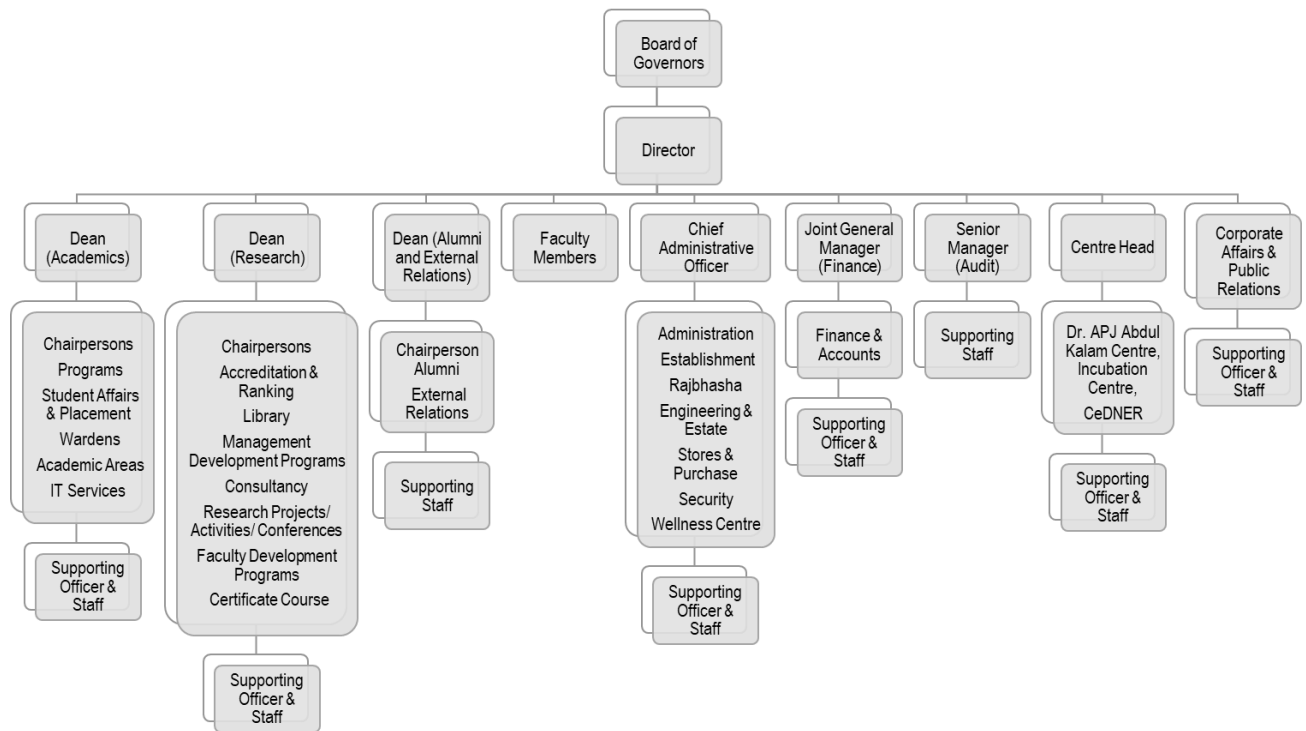 Board of
Governors
Director
Dean
(Academics)
Dean
(Research)
Dean (Alumni
and External
Relations)
Faculty
Members
Chief
Administrative
Officer
Joint General
Manager
(Finance)
Senior
Manager
(Audit)
Centre Head
Corporate
Affairs &
Public
Relations
Chairpersons
Programs
Student Affairs
& Placement
Wardens
Academic Areas
IT Services
Chairpersons
Accreditation &
Ranking
Library
Management
Development Programs
Consultancy
Research Projects/
Activities/ Conferences
Faculty Development
Programs
Certificate Course
Chairperson
Alumni
External
Relations
Administration
Establishment
Rajbhasha
Engineering &
Estate
Stores &
Purchase
Security
Wellness Centre
Finance &
Accounts
Supporting
Staff
Dr. APJ Abdul
Kalam Centre,
Incubation
Centre,
CeDNER
Supporting
Officer &
Staff
Supporting
Officer &
Staff
Supporting
Staff
Supporting
Officer &
Staff
Supporting
Officer &
Staff
Supporting
Officer &
Staff
Supporting
Officer &
Staff